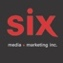 six
media + marketing inc.